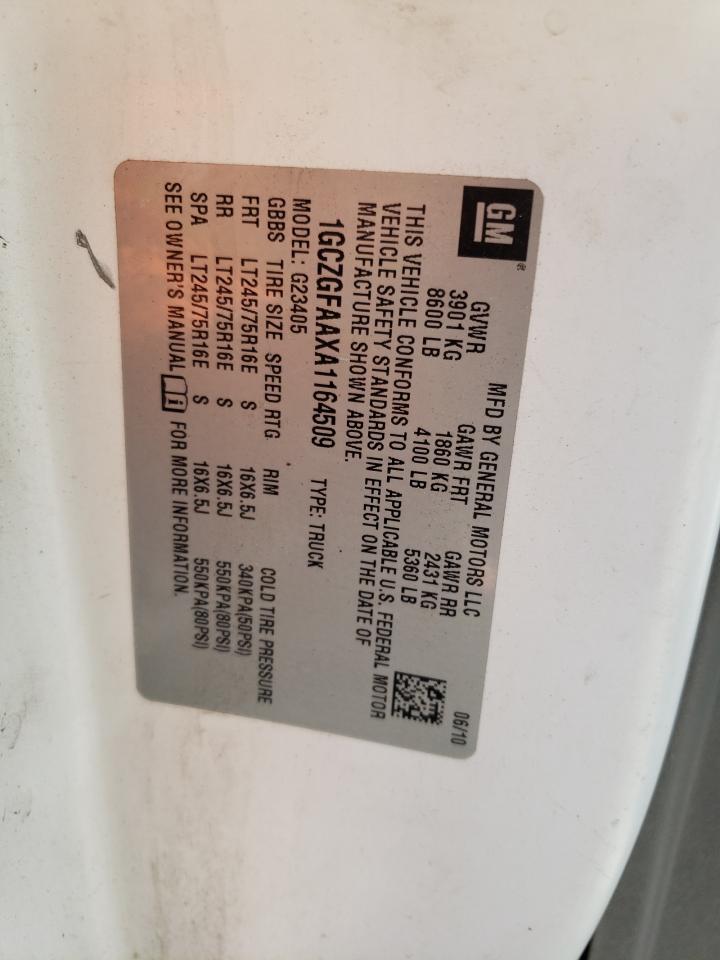 GM®
MFD BY GENERAL MOTORS LLC 06/10
GVWR GAWR FRT GAWR RR
3901 KG 1860 KG 2431 KG
8600 LB 4100 LB 5360 LB
THIS VEHICLE CONFORMS TO ALL APPLICABLE U.S. FEDERAL MOTOR
VEHICLE SAFETY STANDARDS IN EFFECT ON THE DATE OF
MANUFACTURE SHOWN ABOVE.
1GCZGFAAXA1164509 TYPE: TRUCK
MODEL: G23405
GBBS TIRE SIZE SPEED RTG RIM COLD TIRE PRESSURE
FRT LT245/75R16E S 16X6.5J 340KPA(50PSI)
RR LT245/75R16E S 16X6.5J 550KPA(80PSI)
SPA LT245/75R16E S 16X6.5J 550KPA(80PSI)
SEE OWNER'S MANUAL i FOR MORE INFORMATION.